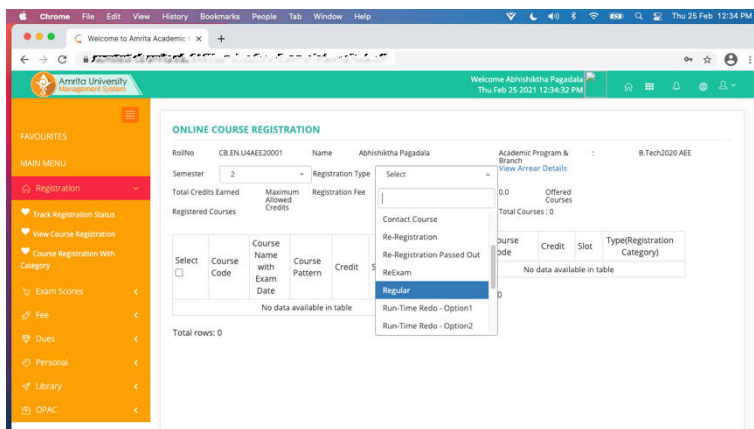 Chrome File Edit View History Bookmarks People Tab Window Help Thu 25 Feb 12:34 PM
Welcome to Amrita Academic
Amrita University
Management System
Welcome Abhishiktha Pagadala
Thu Feb 25 2021 12:34:32 PM
FAVOURITES
MAIN MENU
Registration
Track Registration Status
View Course Registration
Course Registration With
Category
Exam Scores
Fee
Dues
Personal
Library
OPAC
ONLINE COURSE REGISTRATION
RollNo CB.EN.U4AEE20001 Name Abhishiktha Pagadala Academic Program & Branch : B.Tech2020 AEE
View Arrear Details
Semester 2 Registration Type Select
Total Credits Earned Maximum Allowed Credits Registration Fee 0.0 Offered Courses
Registered Courses Total Courses : 0
Contact Course
Re-Registration
Re-Registration Passed Out
ReExam
Regular
Run-Time Redo - Option1
Run-Time Redo - Option2
Select Course Code Course Name with Exam Date Course Pattern Credit
No data available in table
Total rows: 0
Credit Slot Type(Registration Category)
No data available in table